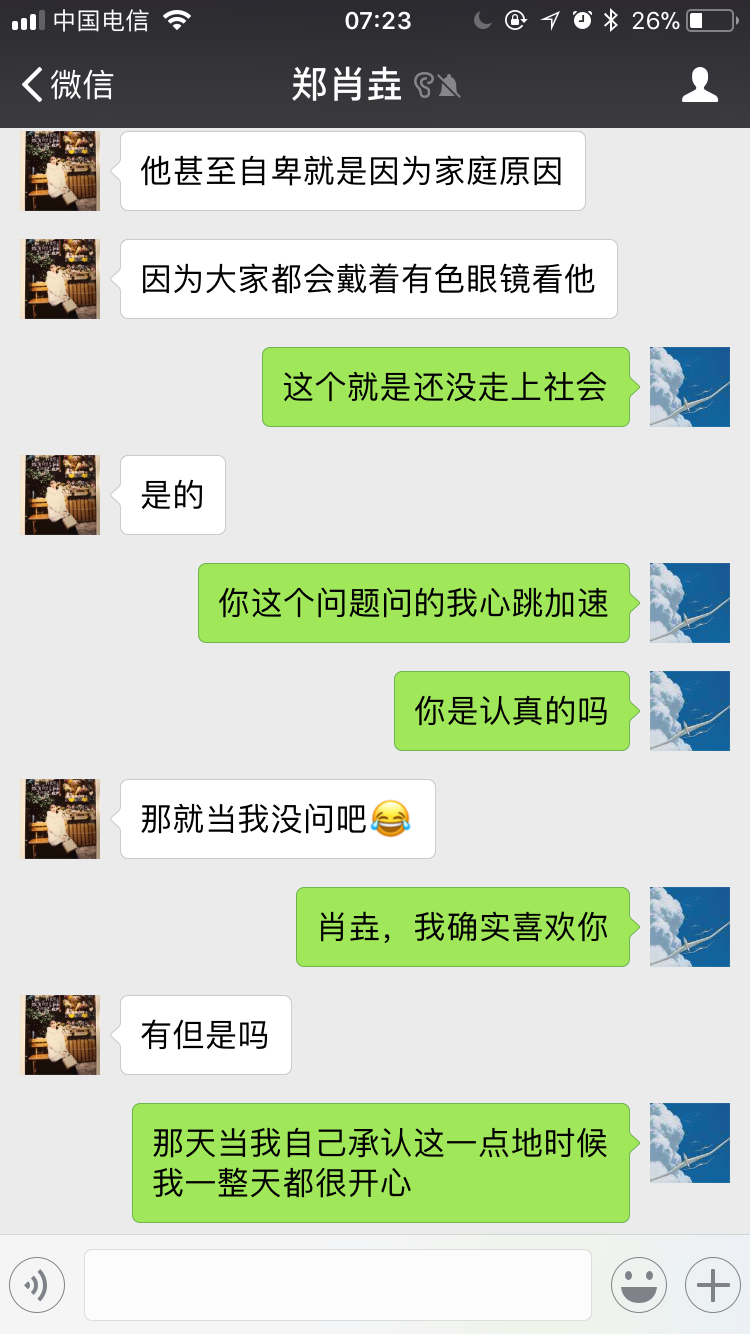 中国电信 07:23 26%
微信 郑肖垚
他甚至自卑就是因为家庭原因
因为大家都会戴着有色眼镜看他
这个就是还没走上社会
是的
你这个问题问的我心跳加速
你是认真的吗
那就当我没问吧😂
肖垚，我确实喜欢你
有但是吗
那天当我自己承认这一点地时候
我一整天都很开心